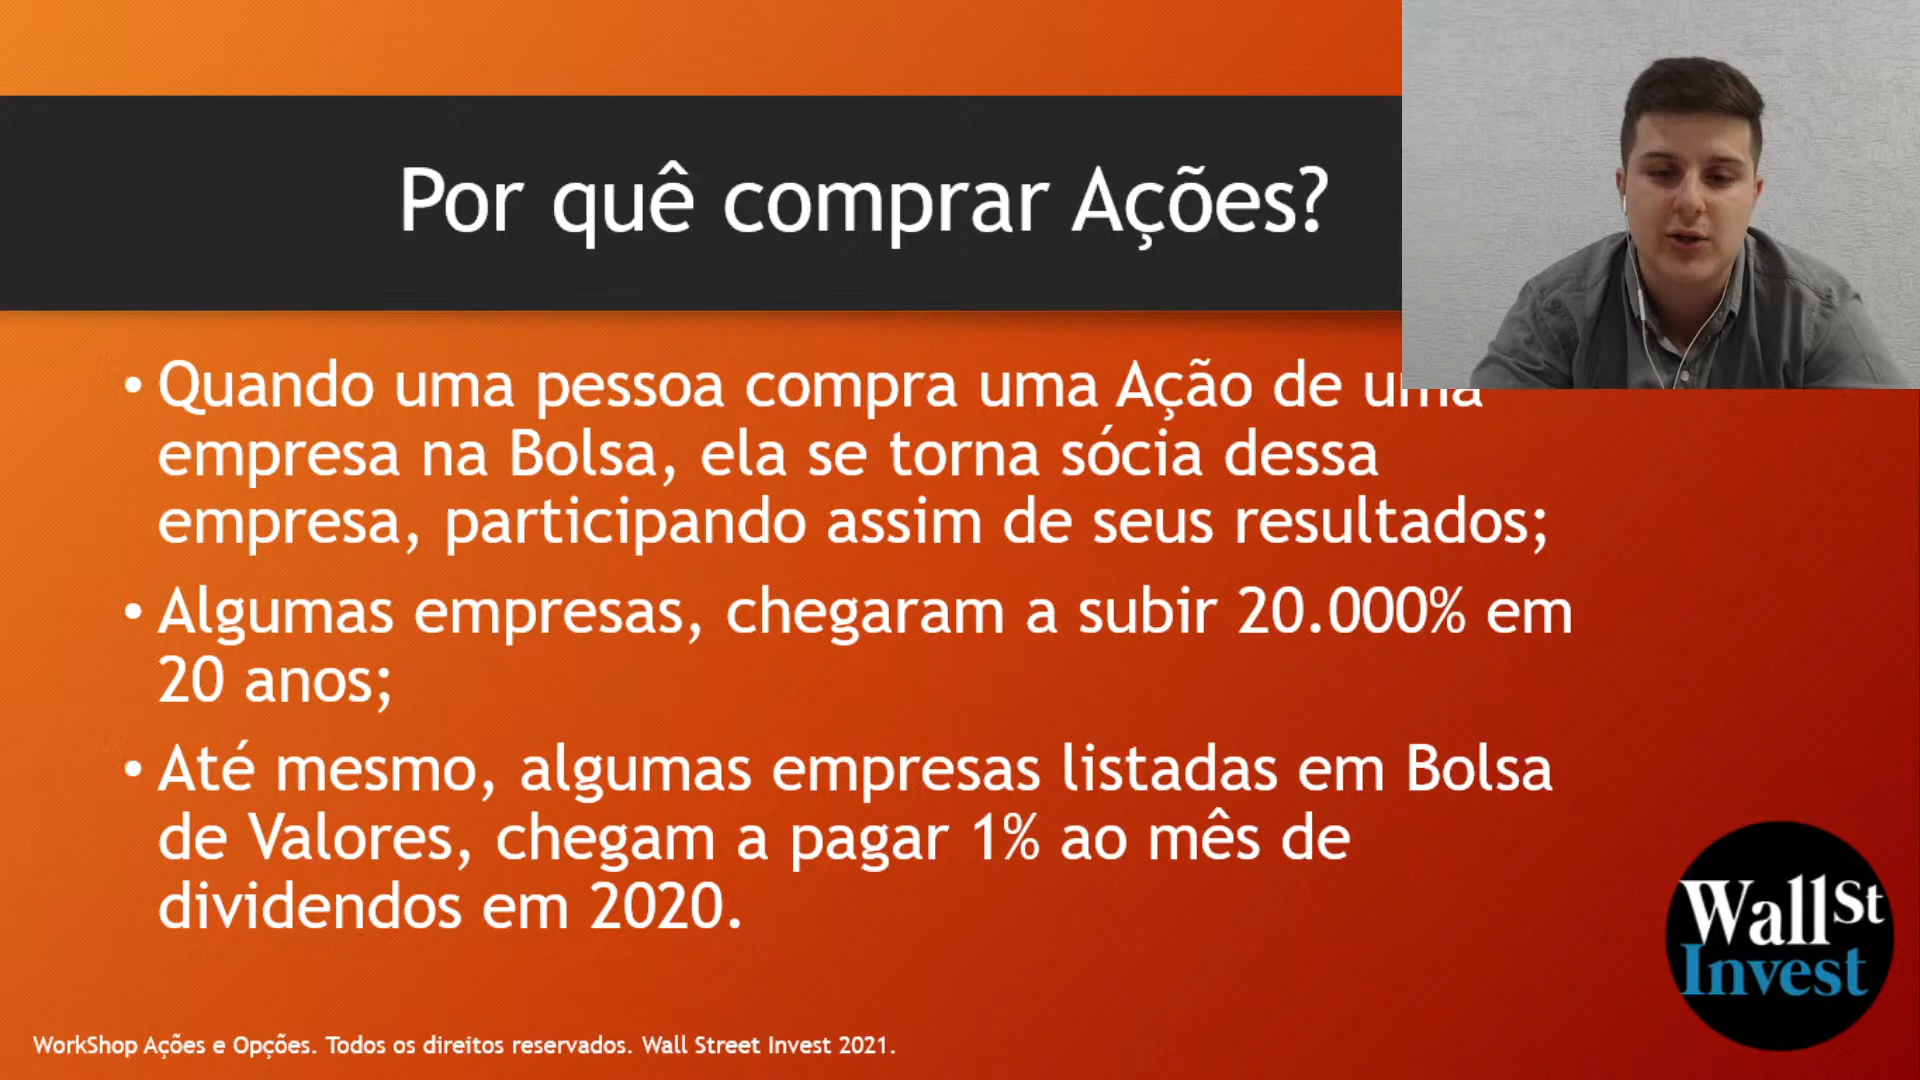 Por quê comprar Ações?
• Quando uma pessoa compra uma Ação de uma
empresa na Bolsa, ela se torna sócia dessa
empresa, participando assim de seus resultados;
• Algumas empresas, chegaram a subir 20.000% em
20 anos;
• Até mesmo, algumas empresas listadas em Bolsa
de Valores, chegam a pagar 1% ao mês de
dividendos em 2020.
WallSt
Invest
WorkShop Ações e Opções. Todos os direitos reservados. Wall Street Invest 2021.